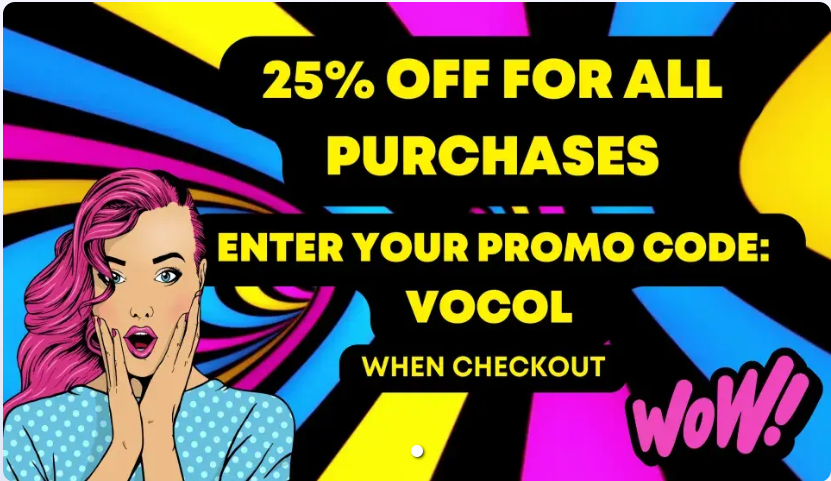 25% OFF FOR ALL
PURCHASES
ENTER YOUR PROMO CODE:
VOCOL
WHEN CHECKOUT
WOW!!